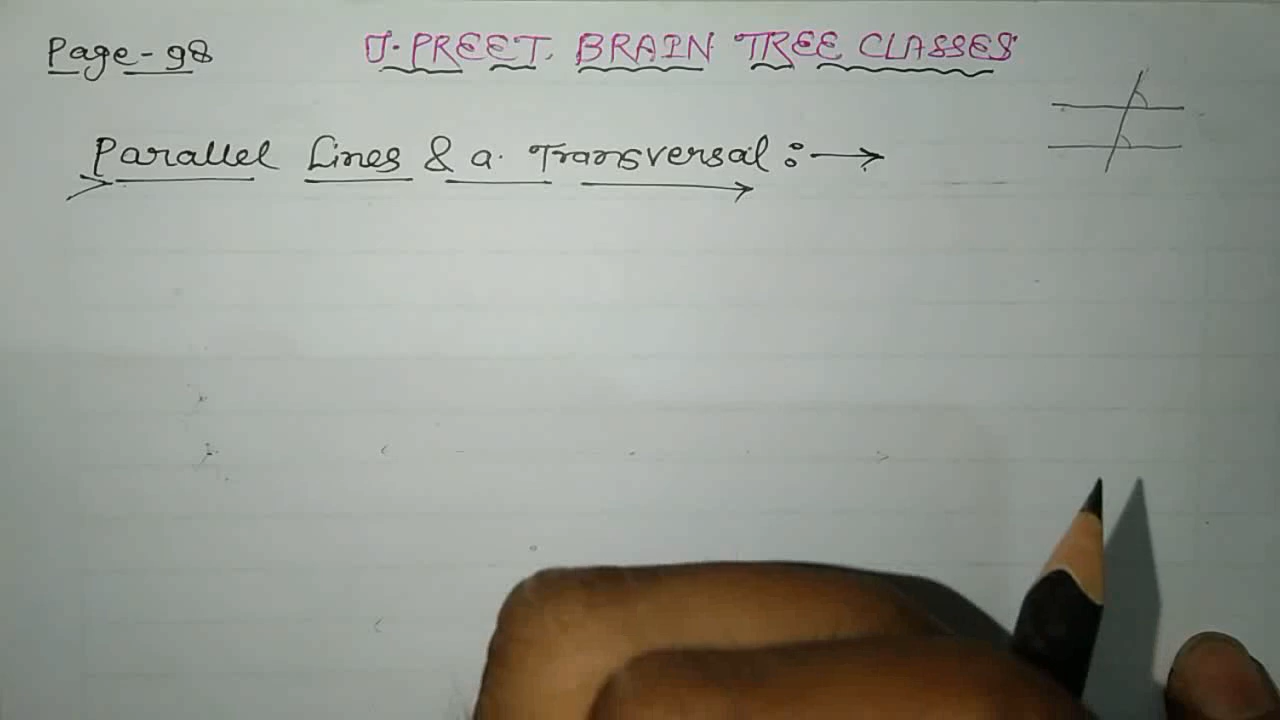 Page-98
J. PREET. BRAIN TREE CLASSES
Parallel Lines & a. Transversal :→